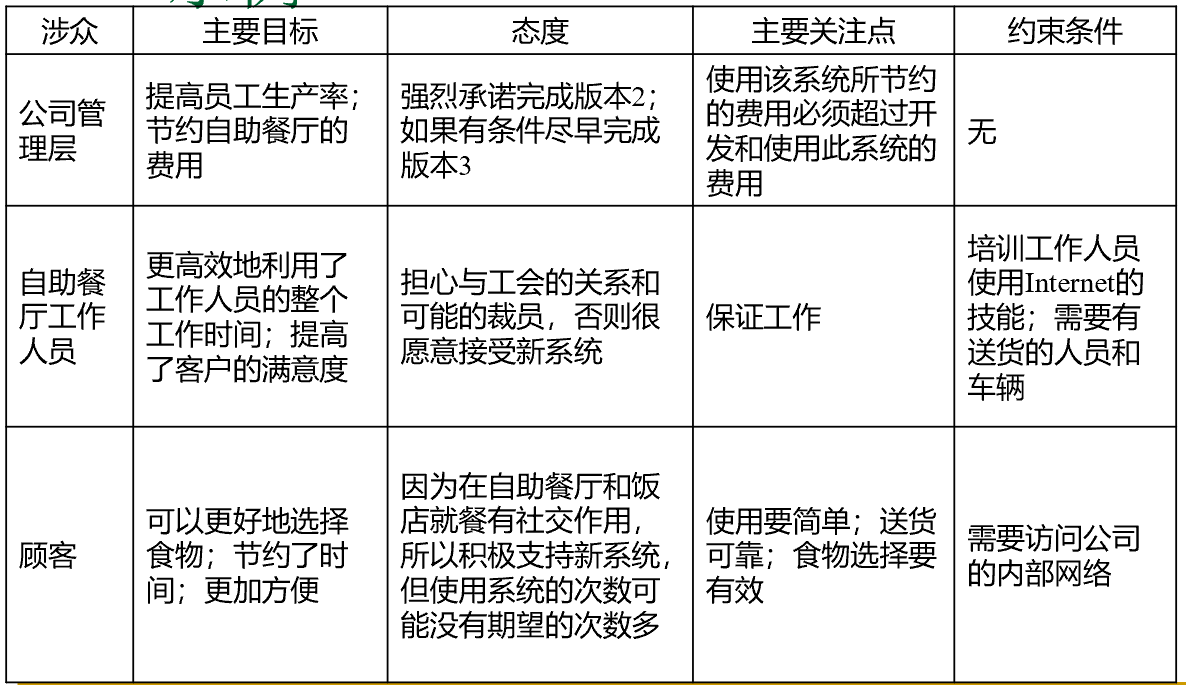 涉众
主要目标
态度
主要关注点
约束条件
公司管
理层
提高员工生产率；
节约自助餐厅的
费用
强烈承诺完成版本2；
如果有条件尽早完成
版本3
使用该系统所节约
的费用必须超过开
发和使用此系统的
费用
无
自助餐
厅工作
人员
更高效地利用了
工作人员的整个
工作时间；提高
了客户的满意度
担心与工会的关系和
可能的裁员，否则很
愿意接受新系统
保证工作
培训工作人员
使用Internet的
技能；需要有
送货的人员和
车辆
顾客
可以更好地选择
食物；节约了时
间；更加方便
因为在自助餐厅和饭
店就餐有社交作用，
所以积极支持新系统，
但使用系统的次数可
能没有期望的次数多
使用要简单；送货
可靠；食物选择要
有效
需要访问公司
的内部网络